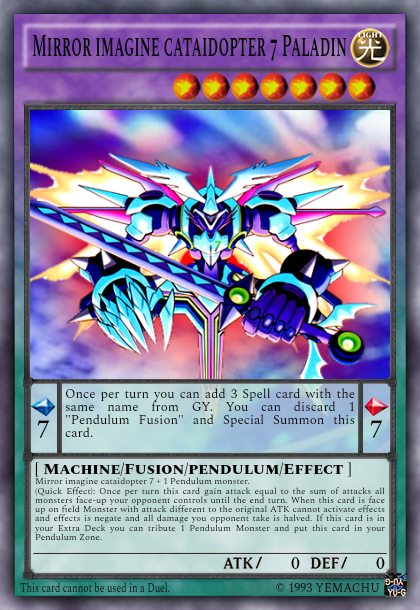 Mirror imagine cataidopter 7 Paladin
LIGHT
光
7
Once per turn you can add 3 Spell card with the
same name from GY. You can discard 1
"Pendulum Fusion" and Special Summon this
card.
7
7
[ Machine/Fusion/pendulum/Effect ]
Mirror imagine cataidopter 7 + 1 Pendulum monster.
(Quick Effect): Once per turn this card gain attack equal to the sum of attacks all
monsters face-up your opponent controls until the end turn. When this card is face
up on field Monster with attack different to the original ATK cannot activate effects
and effects is negate and all damage you opponent take is halved. If this card is in
your Extra Deck you can tribute 1 Pendulum Monster and put this card in your
Pendulum Zone.
ATK/ 0 DEF/ 0
This card cannot be used in a Duel.
© 1993 YEMACHU
YU-G